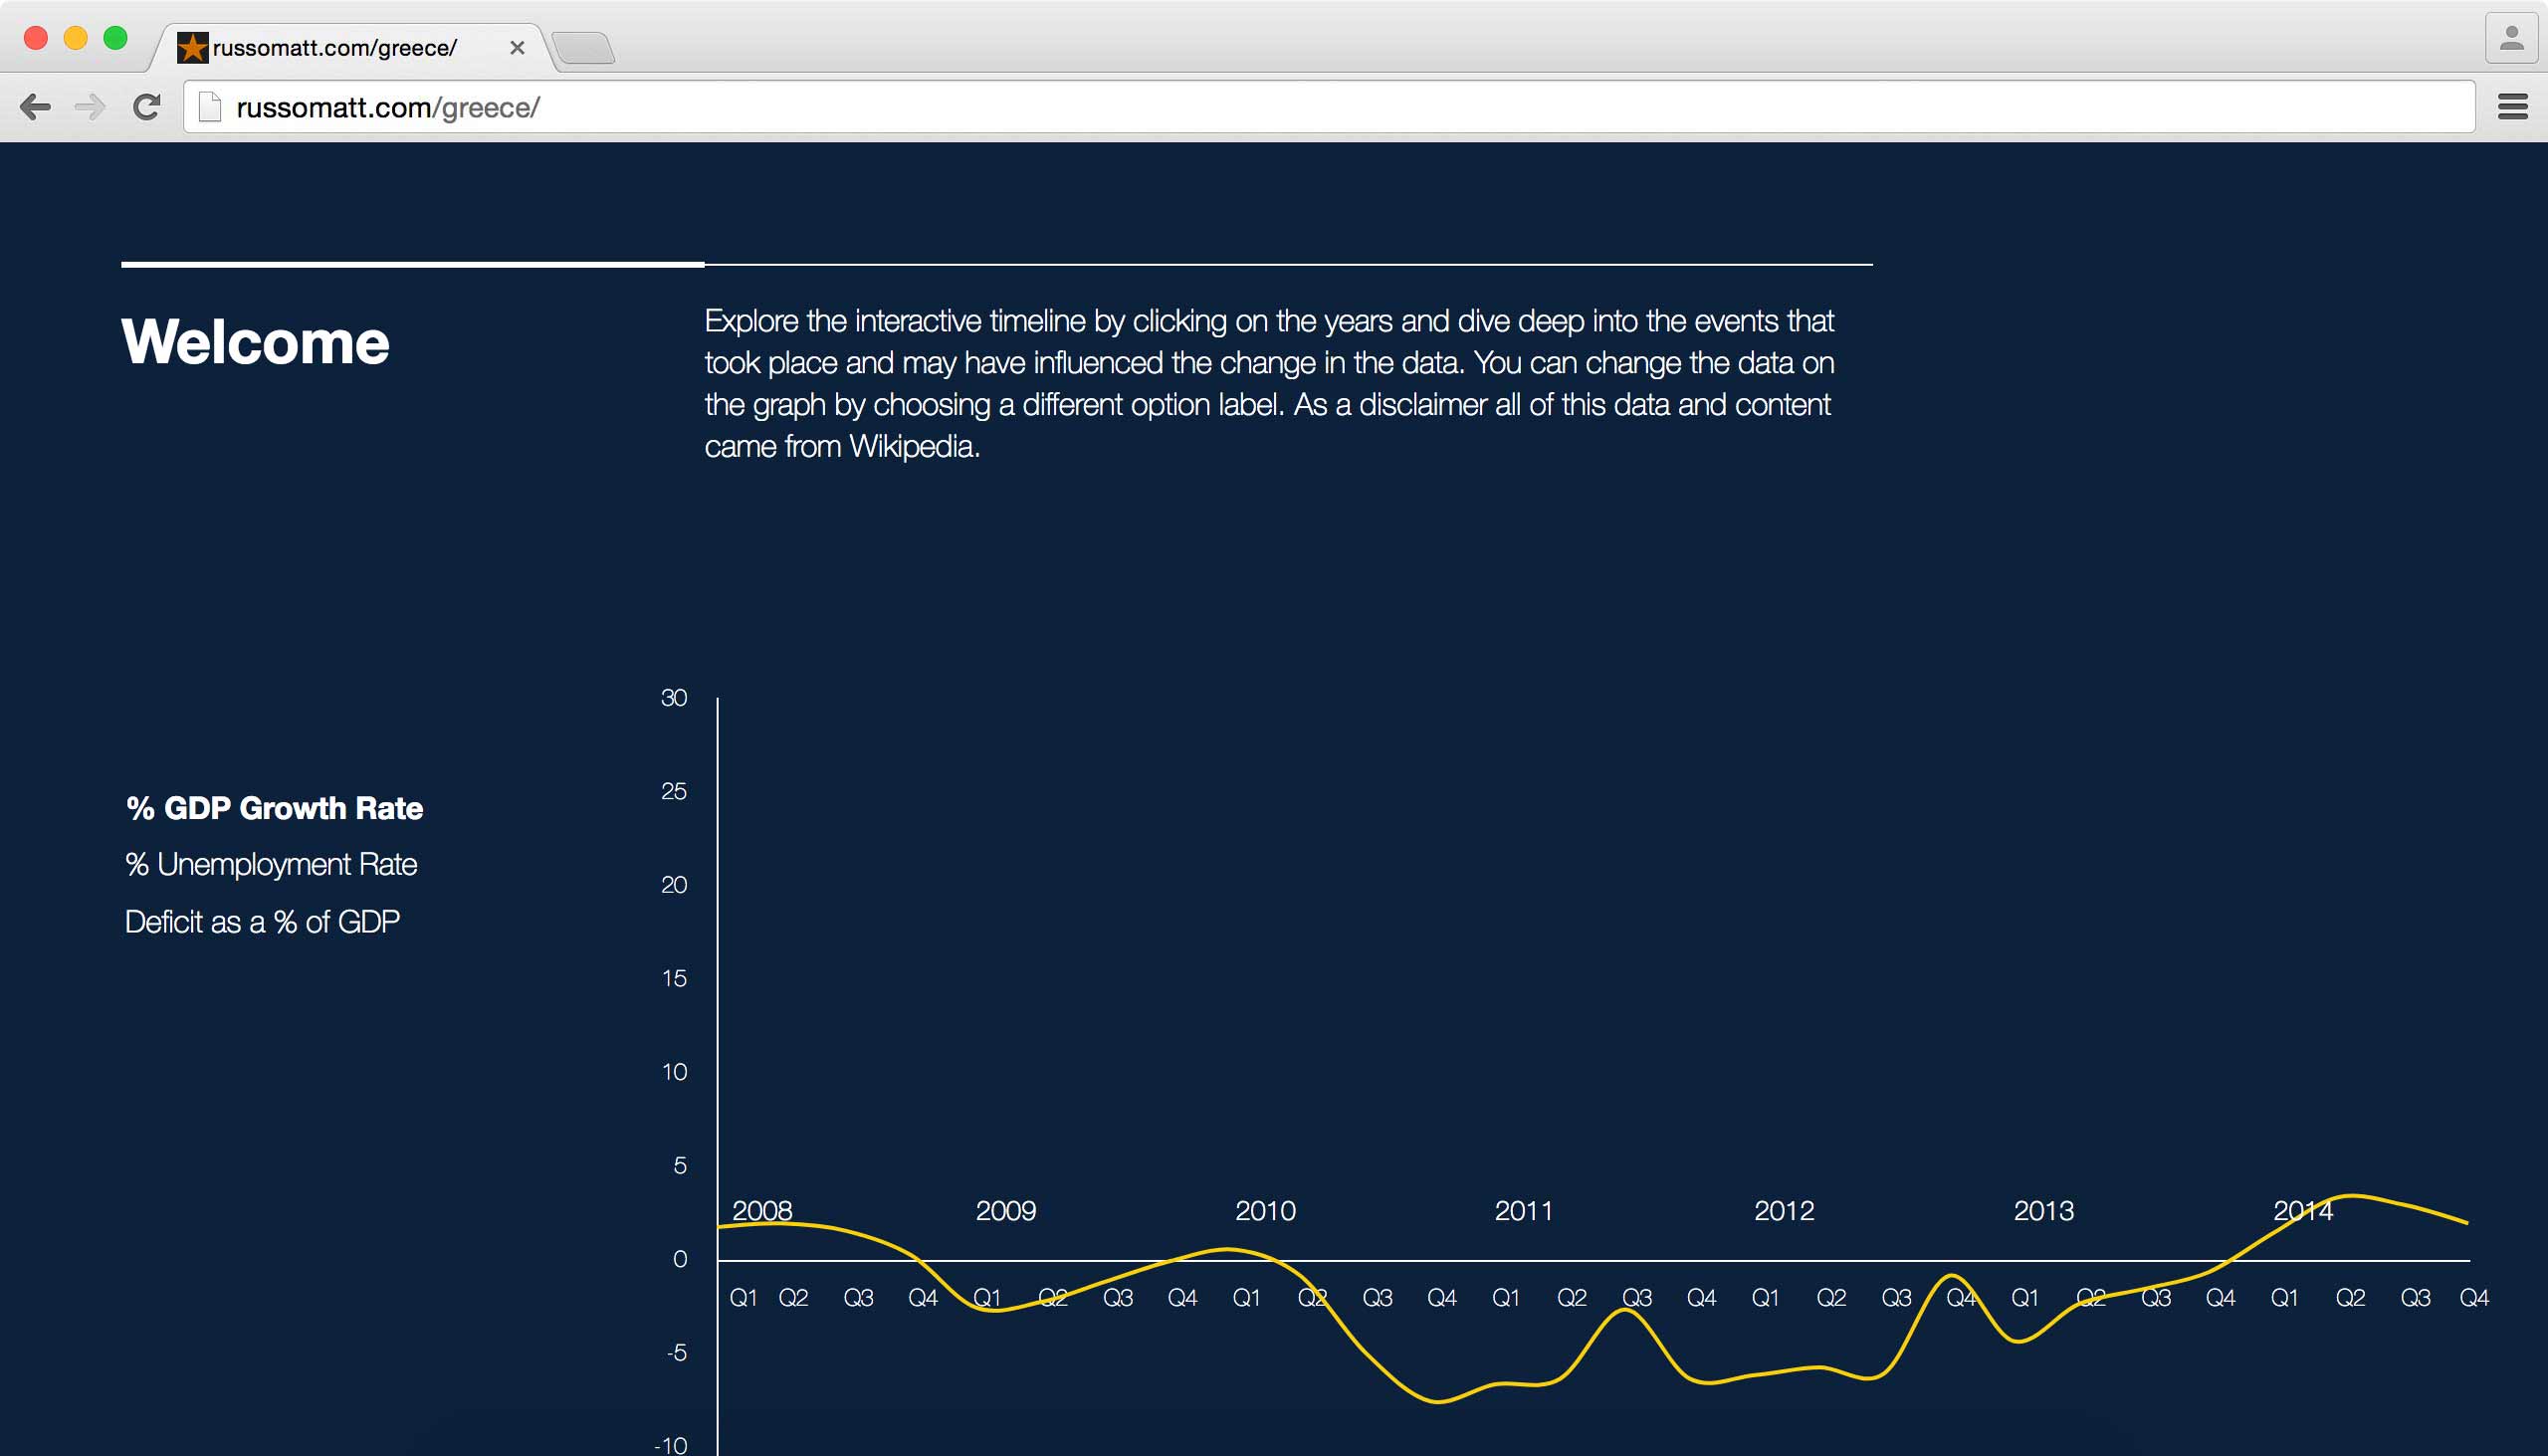 russomatt.com/greece/
russomatt.com/greece/
Welcome
Explore the interactive timeline by clicking on the years and dive deep into the events that
took place and may have influenced the change in the data. You can change the data on
the graph by choosing a different option label. As a disclaimer all of this data and content
came from Wikipedia.
% GDP Growth Rate
% Unemployment Rate
Deficit as a % of GDP
30
25
20
15
10
5
2008 2009 2010 2011 2012 2013 2014
0
Q1 Q2 Q3 Q4 Q1 Q2 Q3 Q4 Q1 Q2 Q3 Q4 Q1 Q2 Q3 Q4 Q1 Q2 Q3 Q4 Q1 Q2 Q3 Q4 Q1 Q2 Q3 Q4
-5
-10